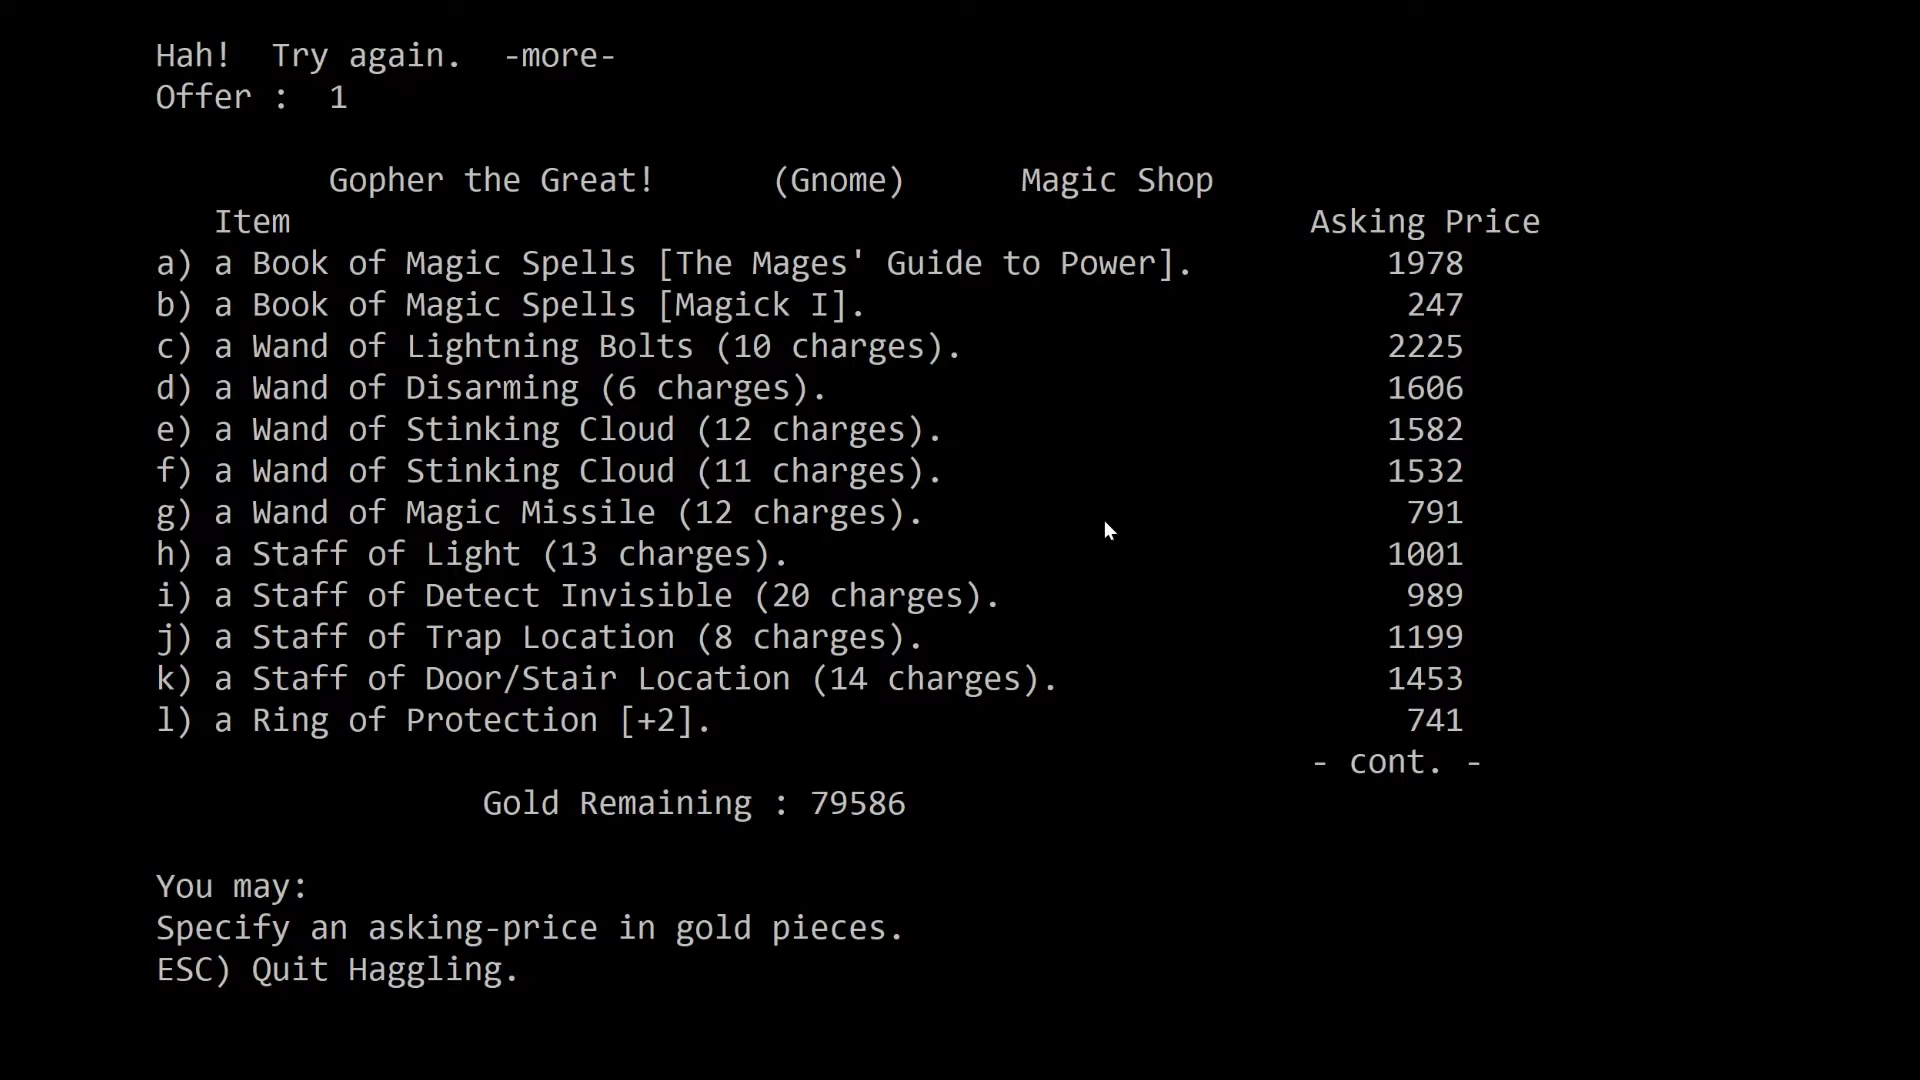 Hah!  Try again.  -more-
Offer :  1
Gopher the Great!      (Gnome)      Magic Shop
Item                                                     Asking Price
a) a Book of Magic Spells [The Mages' Guide to Power].          1978
b) a Book of Magic Spells [Magick I].                            247
c) a Wand of Lightning Bolts (10 charges).                      2225
d) a Wand of Disarming (6 charges).                             1606
e) a Wand of Stinking Cloud (12 charges).                       1582
f) a Wand of Stinking Cloud (11 charges).                       1532
g) a Wand of Magic Missile (12 charges).                         791
h) a Staff of Light (13 charges).                               1001
i) a Staff of Detect Invisible (20 charges).                     989
j) a Staff of Trap Location (8 charges).                        1199
k) a Staff of Door/Stair Location (14 charges).                 1453
l) a Ring of Protection [+2].                                    741
- cont. -
Gold Remaining : 79586
You may:
Specify an asking-price in gold pieces.
ESC) Quit Haggling.